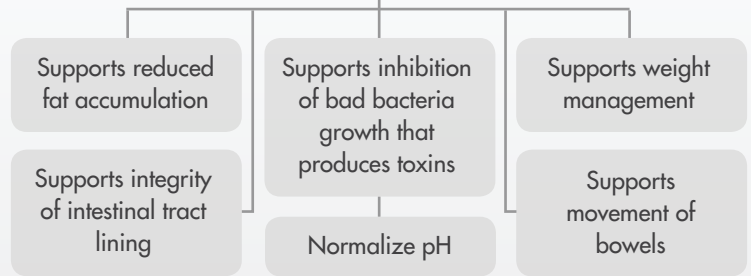 Supports reduced
fat accumulation
Supports inhibition
of bad bacteria
growth that
produces toxins
Supports weight
management
Supports integrity
of intestinal tract
lining
Normalize pH
Supports
movement of
bowels